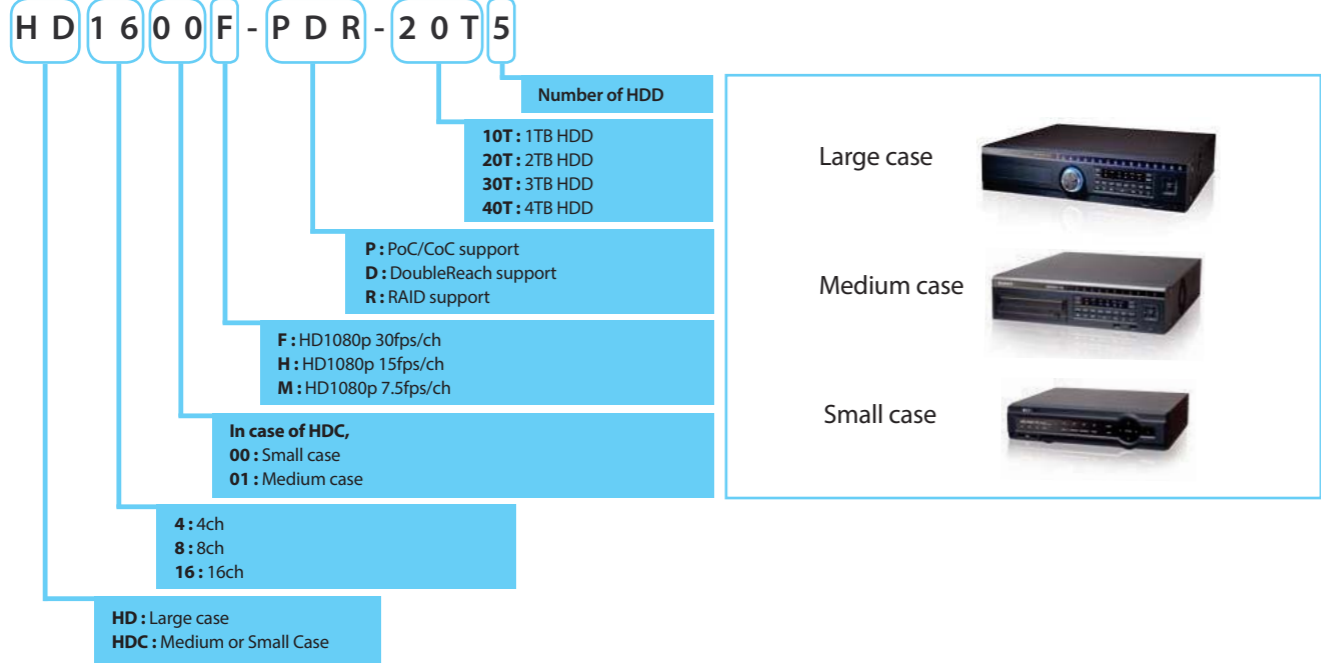 HD1600F-PDR-20T5
Number of HDD
10T : 1TB HDD
20T : 2TB HDD
30T : 3TB HDD
40T : 4TB HDD
P : PoC/CoC support
D : DoubleReach support
R : RAID support
F : HD1080p 30fps/ch
H : HD1080p 15fps/ch
M : HD1080p 7.5fps/ch
In case of HDC,
00 : Small case
01 : Medium case
4 : 4ch
8 : 8ch
16 : 16ch
HD : Large case
HDC : Medium or Small Case
Large case
Medium case
Small case